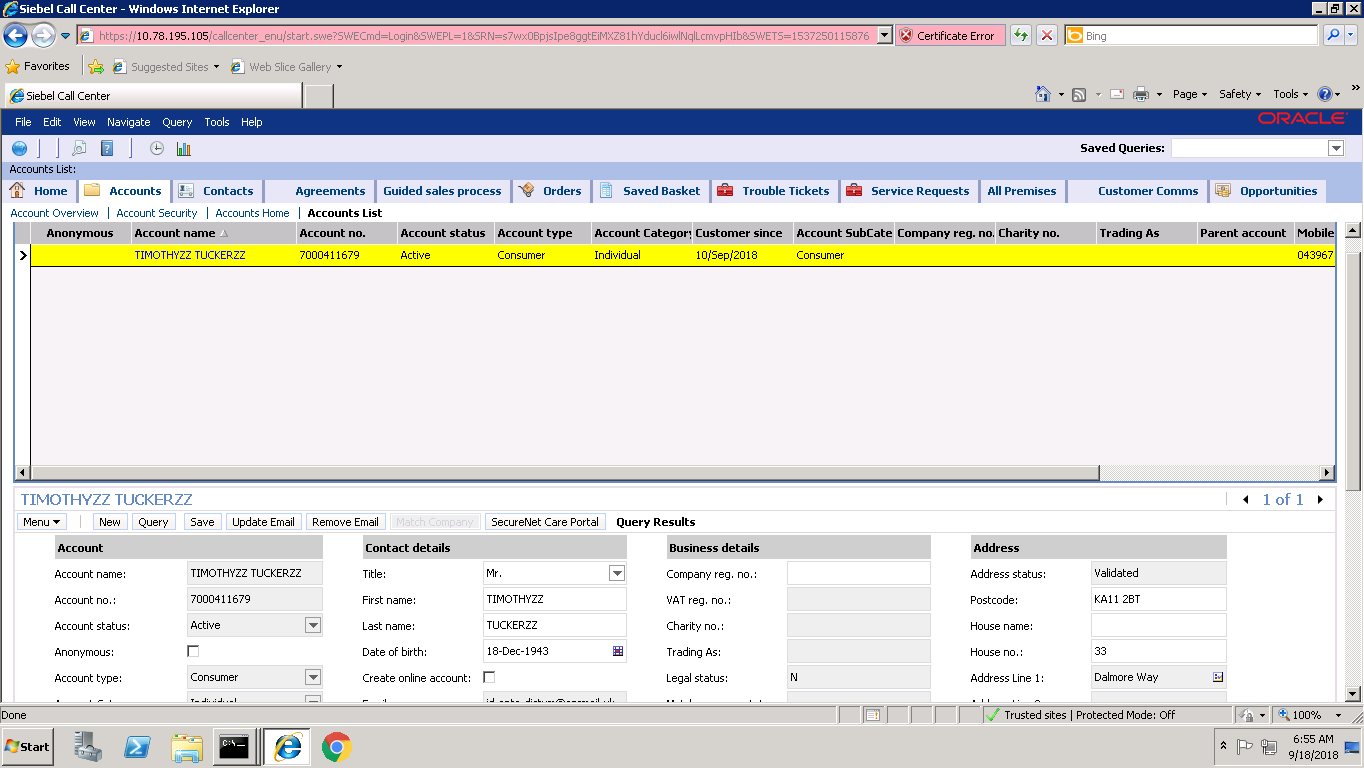 Siebel Call Center - Windows Internet Explorer
https://10.78.195.105/callcenter_enu/start.swe?SWECmd=Login&SWEPL=1&SRN=s7wx0BpjsIpe8ggtEiMXZ81hYducl6iwlNqlLcmvpHIb&SWETS=1537250115876 Certificate Error Bing
Favorites Suggested Sites Web Slice Gallery
Siebel Call Center Page Safety Tools
File Edit View Navigate Query Tools Help ORACLE
Saved Queries:
Accounts List:
Home Accounts Contacts Agreements Guided sales process Orders Saved Basket Trouble Tickets Service Requests All Premises Customer Comms Opportunities
Account Overview | Account Security | Accounts Home | Accounts List
Anonymous Account name Account no. Account status Account type Account Category Customer since Account SubCate Company reg. no. Charity no. Trading As Parent account Mobile
TIMOTHYZZ TUCKERZZ 7000411679 Active Consumer Individual 10/Sep/2018 Consumer 043967
TIMOTHYZZ TUCKERZZ 1 of 1
Menu New Query Save Update Email Remove Email Match Company SecureNet Care Portal Query Results
Account Contact details Business details Address
Account name: TIMOTHYZZ TUCKERZZ Title: Mr. Company reg. no.: Address status: Validated
Account no.: 7000411679 First name: TIMOTHYZZ VAT reg. no.: Postcode: KA11 2BT
Account status: Active Last name: TUCKERZZ Charity no.: House name:
Anonymous: Date of birth: 18-Dec-1943 Trading As: House no.: 33
Account type: Consumer Create online account: Legal status: N Address Line 1: Dalmore Way
Done Trusted sites | Protected Mode: Off 100%
Start 6:55 AM
9/18/2018